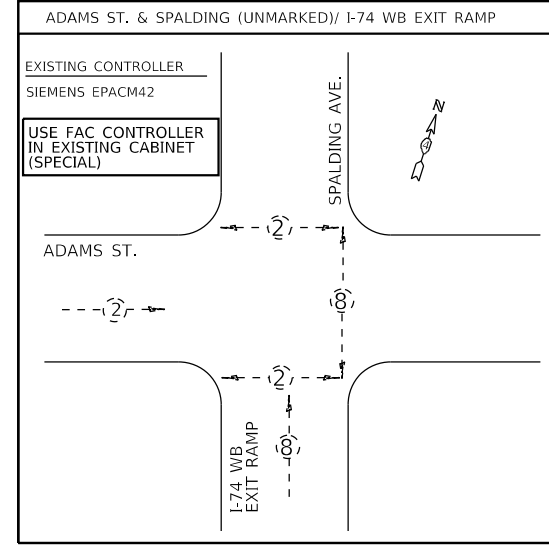 ADAMS ST. & SPALDING (UNMARKED)/ I-74 WB EXIT RAMP
EXISTING CONTROLLER
SIEMENS EPACM42
USE FAC CONTROLLER
IN EXISTING CABINET
(SPECIAL)
SPALDING AVE.
N
4
2
ADAMS ST.
2
8
2
I-74 WB
EXIT RAMP
8